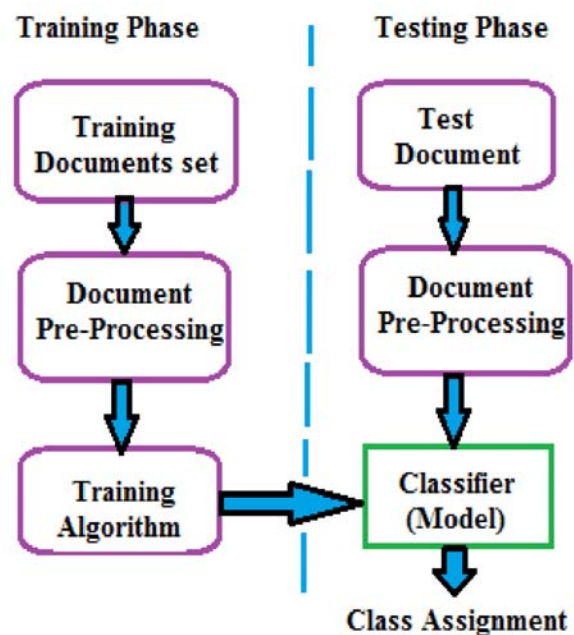 Training Phase
Training
Documents set
Document
Pre-Processing
Training
Algorithm
Testing Phase
Test
Document
Document
Pre-Processing
Classifier
(Model)
Class Assignment